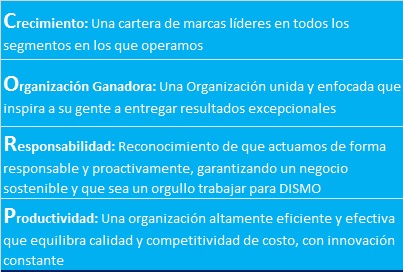 Crecimiento: Una cartera de marcas líderes en todos los
segmentos en los que operamos
Organización Ganadora: Una Organización unida y enfocada que
inspira a su gente a entregar resultados excepcionales
Responsabilidad: Reconocimiento de que actuamos de forma
responsable y proactivamente, garantizando un negocio
sostenible y que sea un orgullo trabajar para DISMO
Productividad: Una organización altamente eficiente y efectiva
que equilibra calidad y competitividad de costo, con innovación
constante